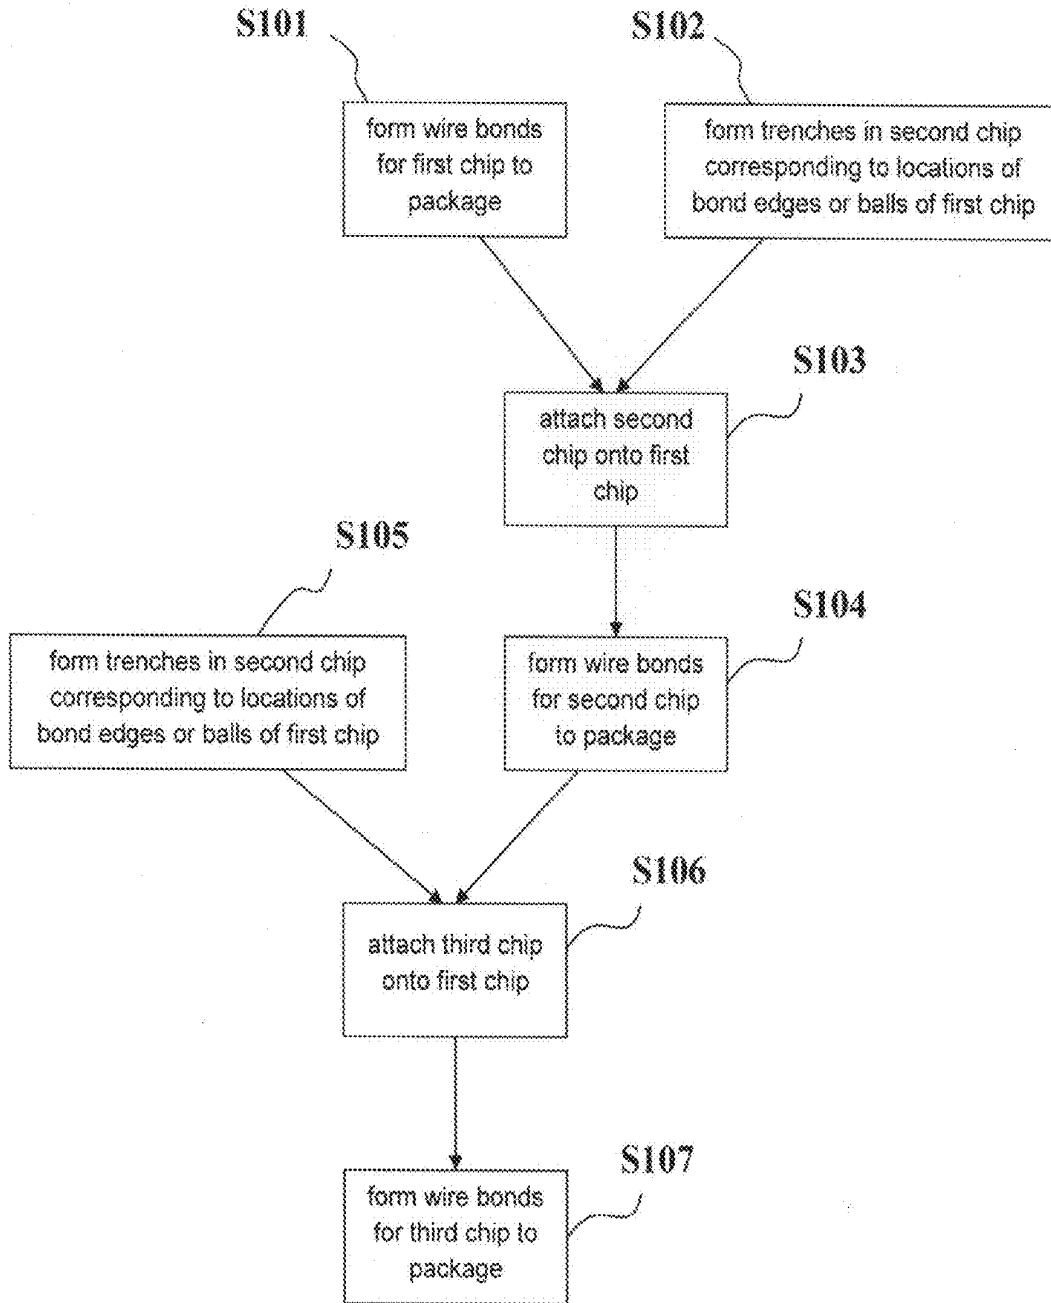 S101
S102
form wire bonds
for first chip to
package
form trenches in second chip
corresponding to locations of
bond edges or balls of first chip
S103
attach second
chip onto first
chip
S105
S104
form trenches in second chip
corresponding to locations of
bond edges or balls of first chip
form wire bonds
for second chip
to package
S106
attach third chip
onto first chip
S107
form wire bonds
for third chip to
package